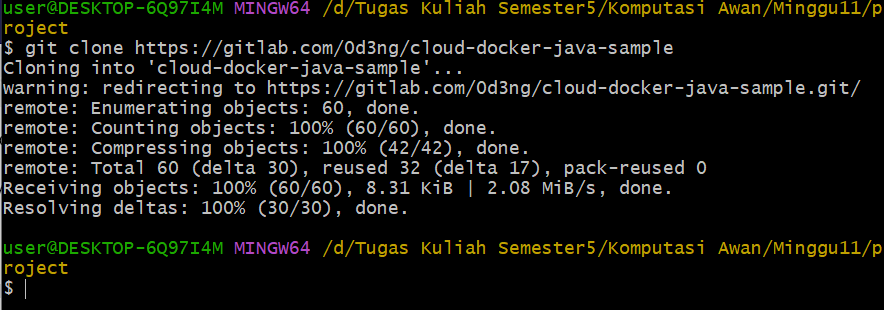 user@DESKTOP-6Q97I4M MINGW64 /d/Tugas Kuliah Semester5/Komputasi Awan/Minggu11/p
roject
$ git clone https://gitlab.com/0d3ng/cloud-docker-java-sample
Cloning into 'cloud-docker-java-sample'...
warning: redirecting to https://gitlab.com/0d3ng/cloud-docker-java-sample.git/
remote: Enumerating objects: 60, done.
remote: Counting objects: 100% (60/60), done.
remote: Compressing objects: 100% (42/42), done.
remote: Total 60 (delta 30), reused 32 (delta 17), pack-reused 0
Receiving objects: 100% (60/60), 8.31 KiB | 2.08 MiB/s, done.
Resolving deltas: 100% (30/30), done.
user@DESKTOP-6Q97I4M MINGW64 /d/Tugas Kuliah Semester5/Komputasi Awan/Minggu11/p
roject
$